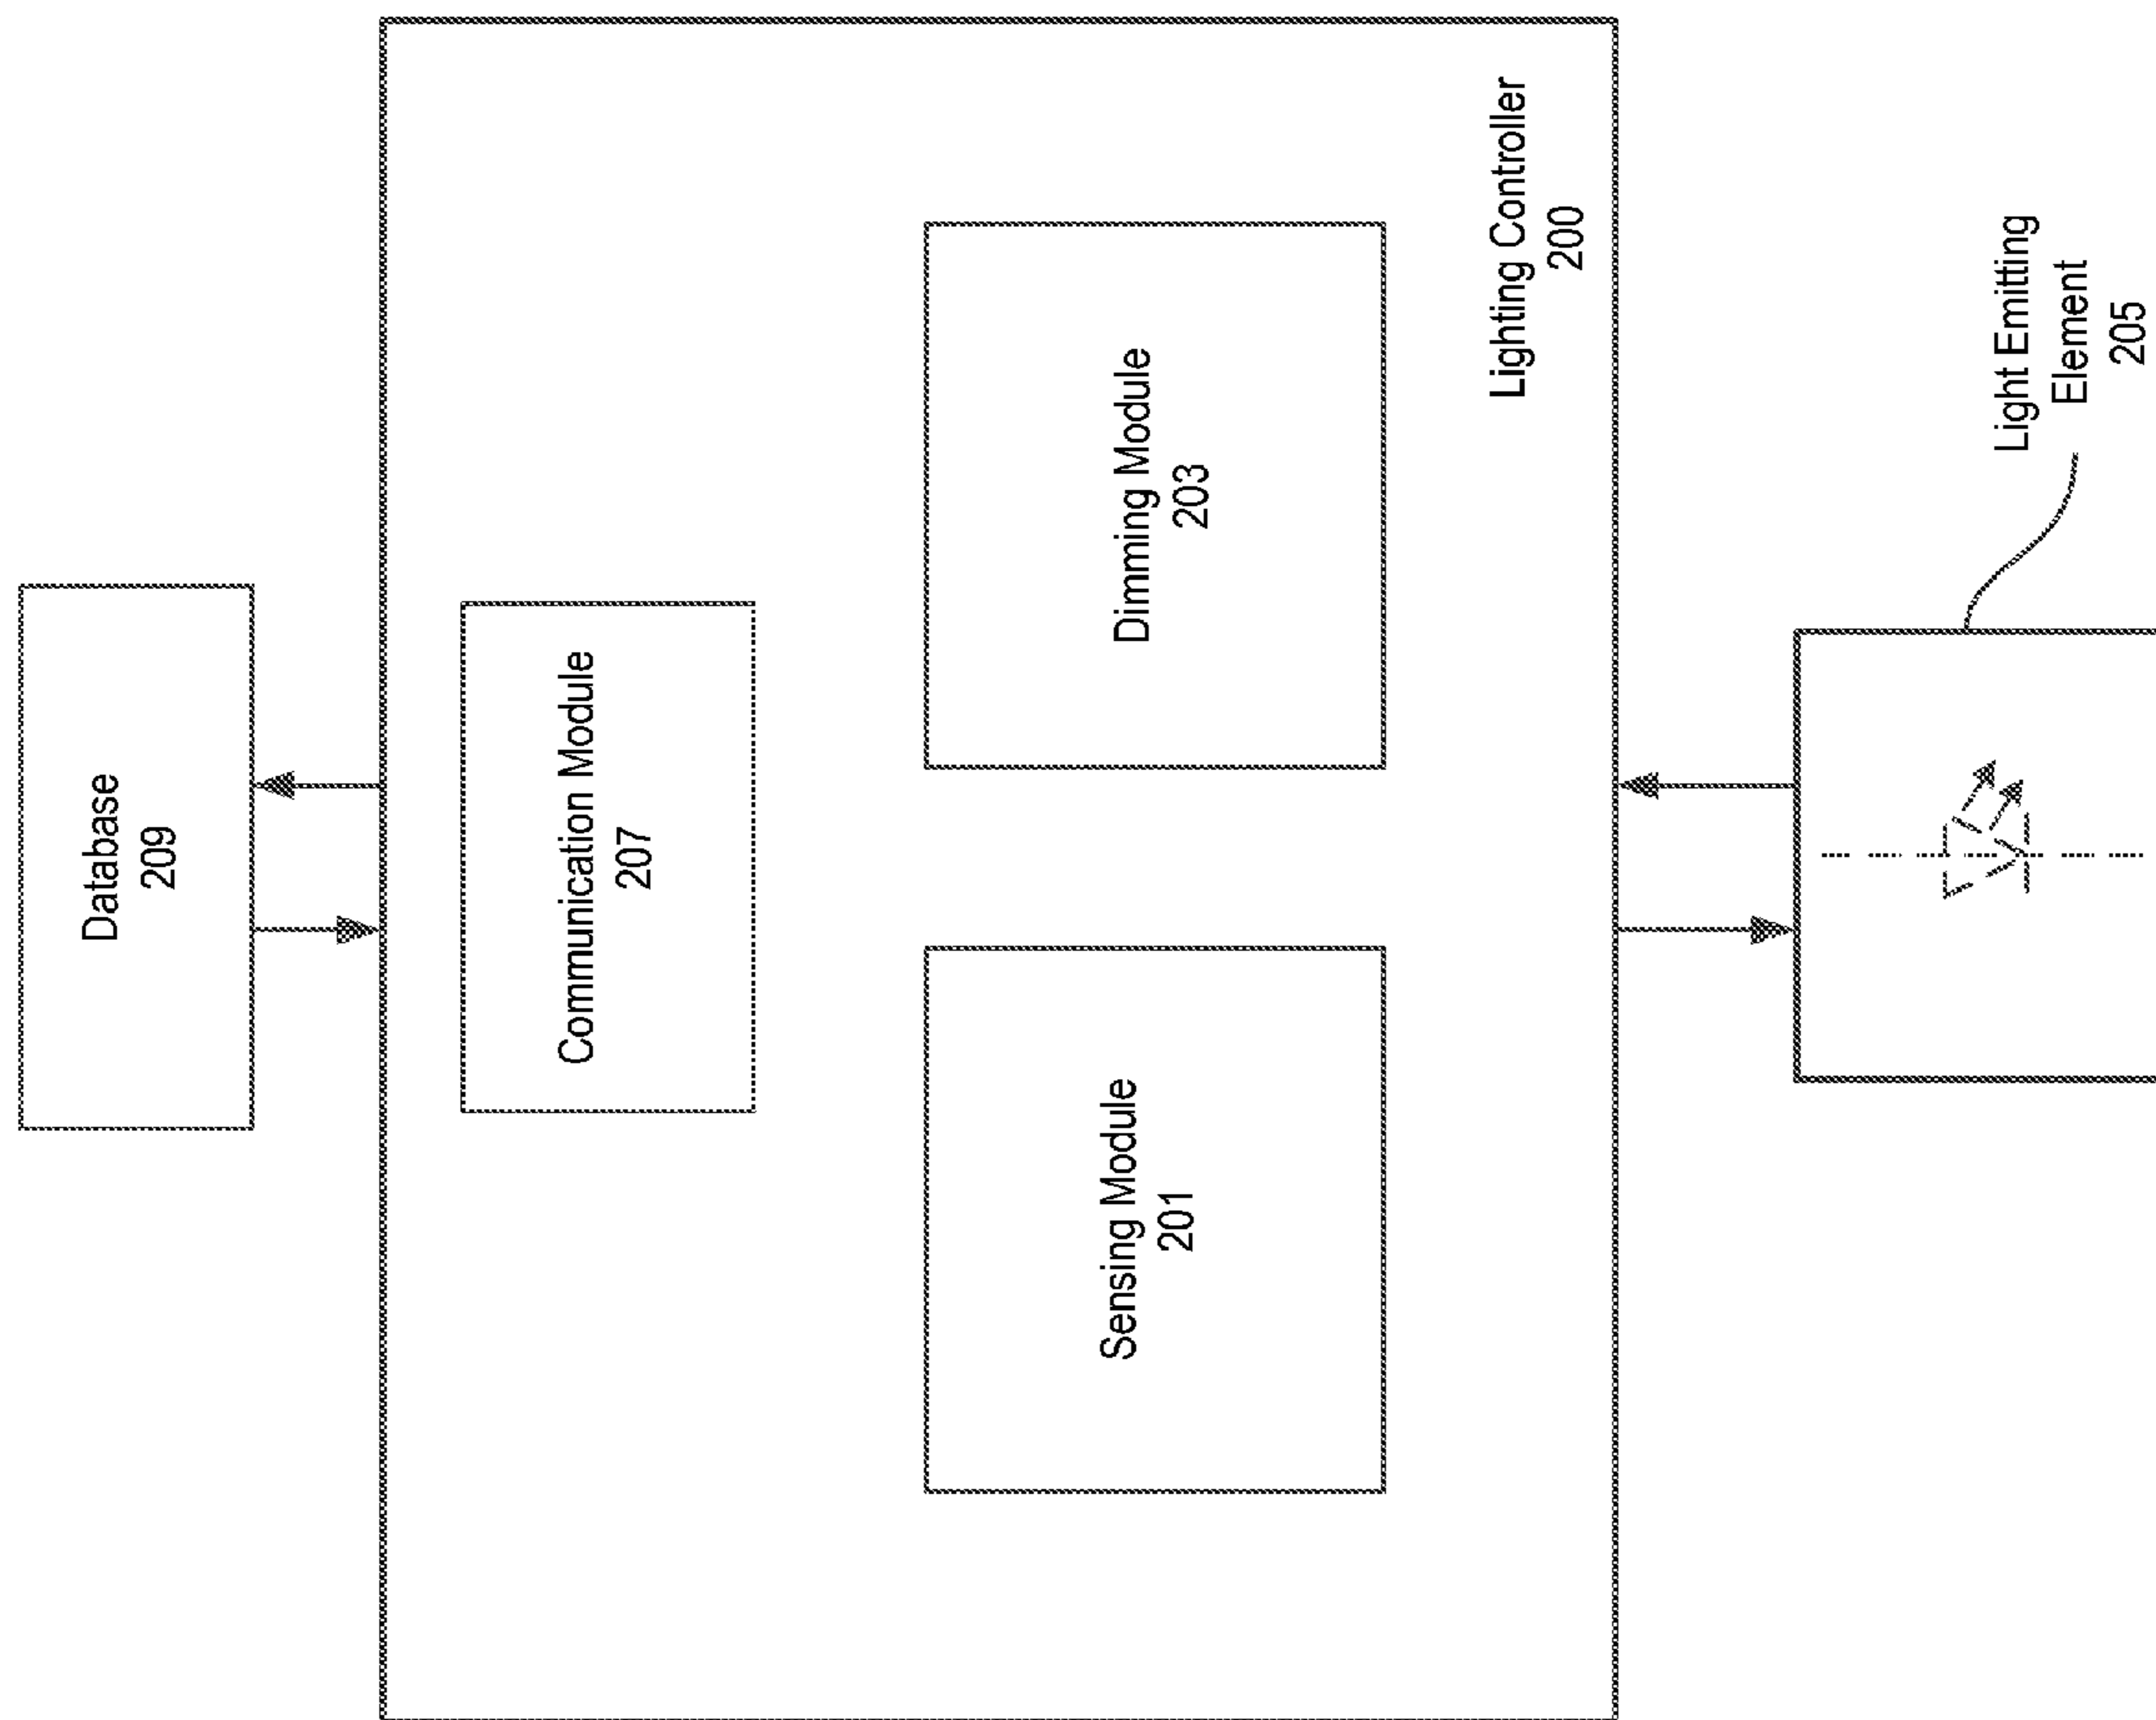 Database
209
Communication Module
207
Sensing Module
201
Dimming Module
203
Lighting Controller
200
Light Emitting
Element
205